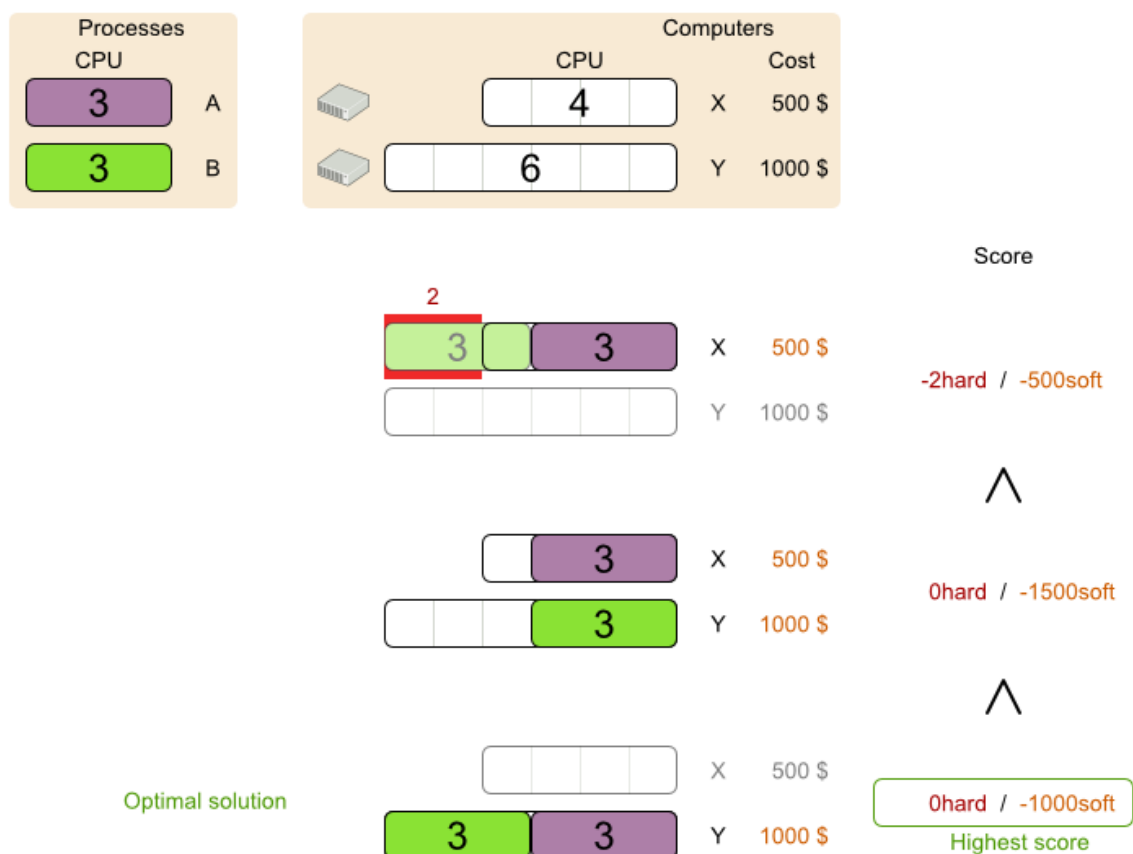 Processes
CPU
3 A
3 B
Computers
CPU Cost
4 X 500 $
6 Y 1000 $
Score
2
3 3 X 500 $
-2hard / -500soft
Y 1000 $
<
3 X 500 $
0hard / -1500soft
3 Y 1000 $
<
X 500 $
Optimal solution
0hard / -1000soft
3 3 Y 1000 $
Highest score